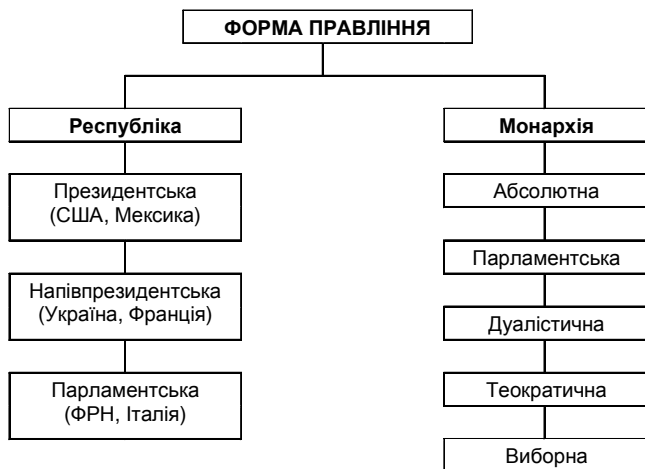 ФОРМА ПРАВЛІННЯ
Республіка
Президентська
(США, Мексика)
Напівпрезидентська
(Україна, Франція)
Парламентська
(ФРН, Італія)
Монархія
Абсолютна
Парламентська
Дуалістична
Теократична
Виборна